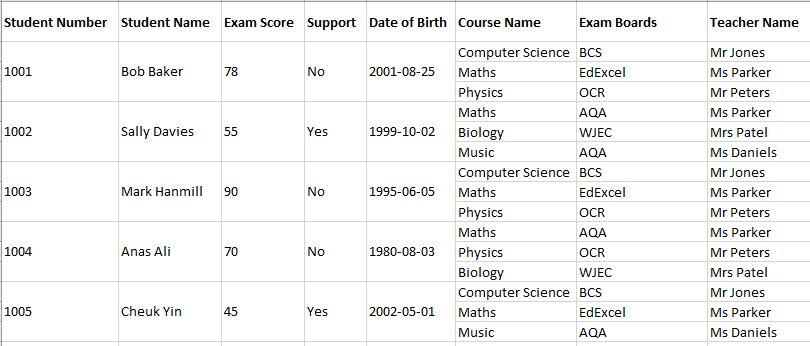 Student Number Student Name Exam Score Support Date of Birth Course Name Exam Boards Teacher Name
Computer Science BCS Mr Jones
1001 Bob Baker 78 No 2001-08-25 Maths EdExcel Ms Parker
Physics OCR Mr Peters
Maths AQA Ms Parker
1002 Sally Davies 55 Yes 1999-10-02 Biology WJEC Mrs Patel
Music AQA Ms Daniels
Computer Science BCS Mr Jones
1003 Mark Hanmill 90 No 1995-06-05 Maths EdExcel Ms Parker
Physics OCR Mr Peters
Maths AQA Ms Parker
1004 Anas Ali 70 No 1980-08-03 Physics OCR Mr Peters
Biology WJEC Mrs Patel
Computer Science BCS Mr Jones
1005 Cheuk Yin 45 Yes 2002-05-01 Maths EdExcel Ms Parker
Music AQA Ms Daniels